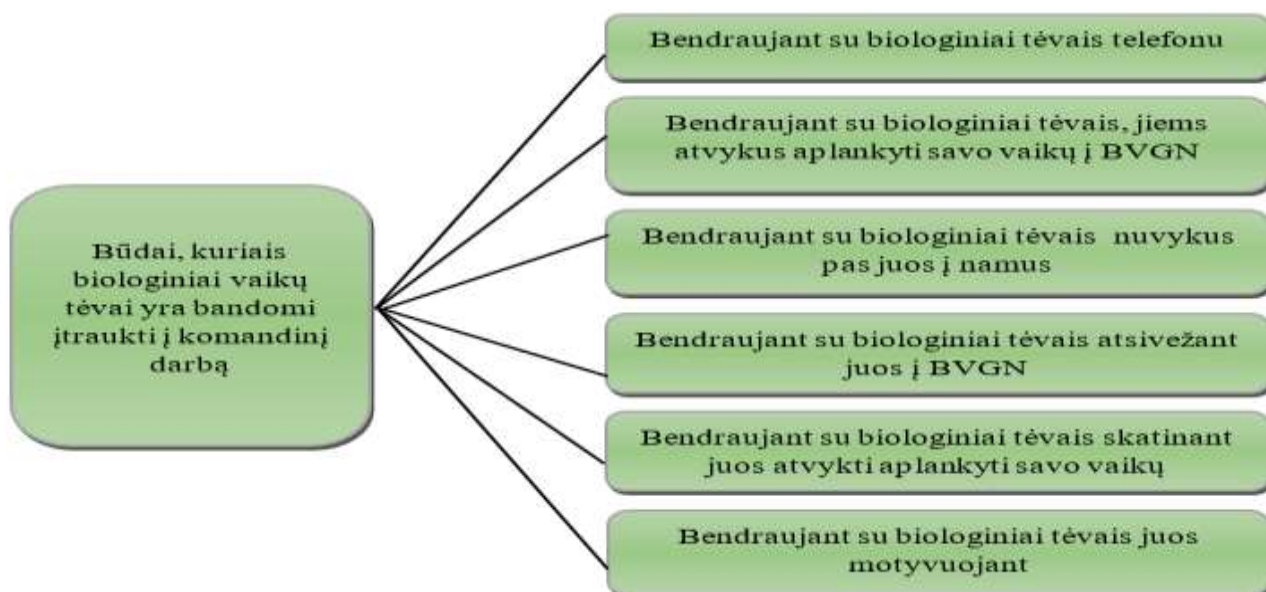 Būdai, kuriais
biologiniai vaikų
tėvai yra bandomi
įtraukti į komandinį
darbą
Bendraujant su biologiniai tėvais telefonu
Bendraujant su biologiniai tėvais, jiems
atvykus aplankyti savo vaikų į BVGN
Bendraujant su biologiniai tėvais nuvykus
pas juos į namus
Bendraujant su biologiniai tėvais atsivežant
juos į BVGN
Bendraujant su biologiniai tėvais skatinant
juos atvykti aplankyti savo vaikų
Bendraujant su biologiniai tėvais juos
motyvuojant